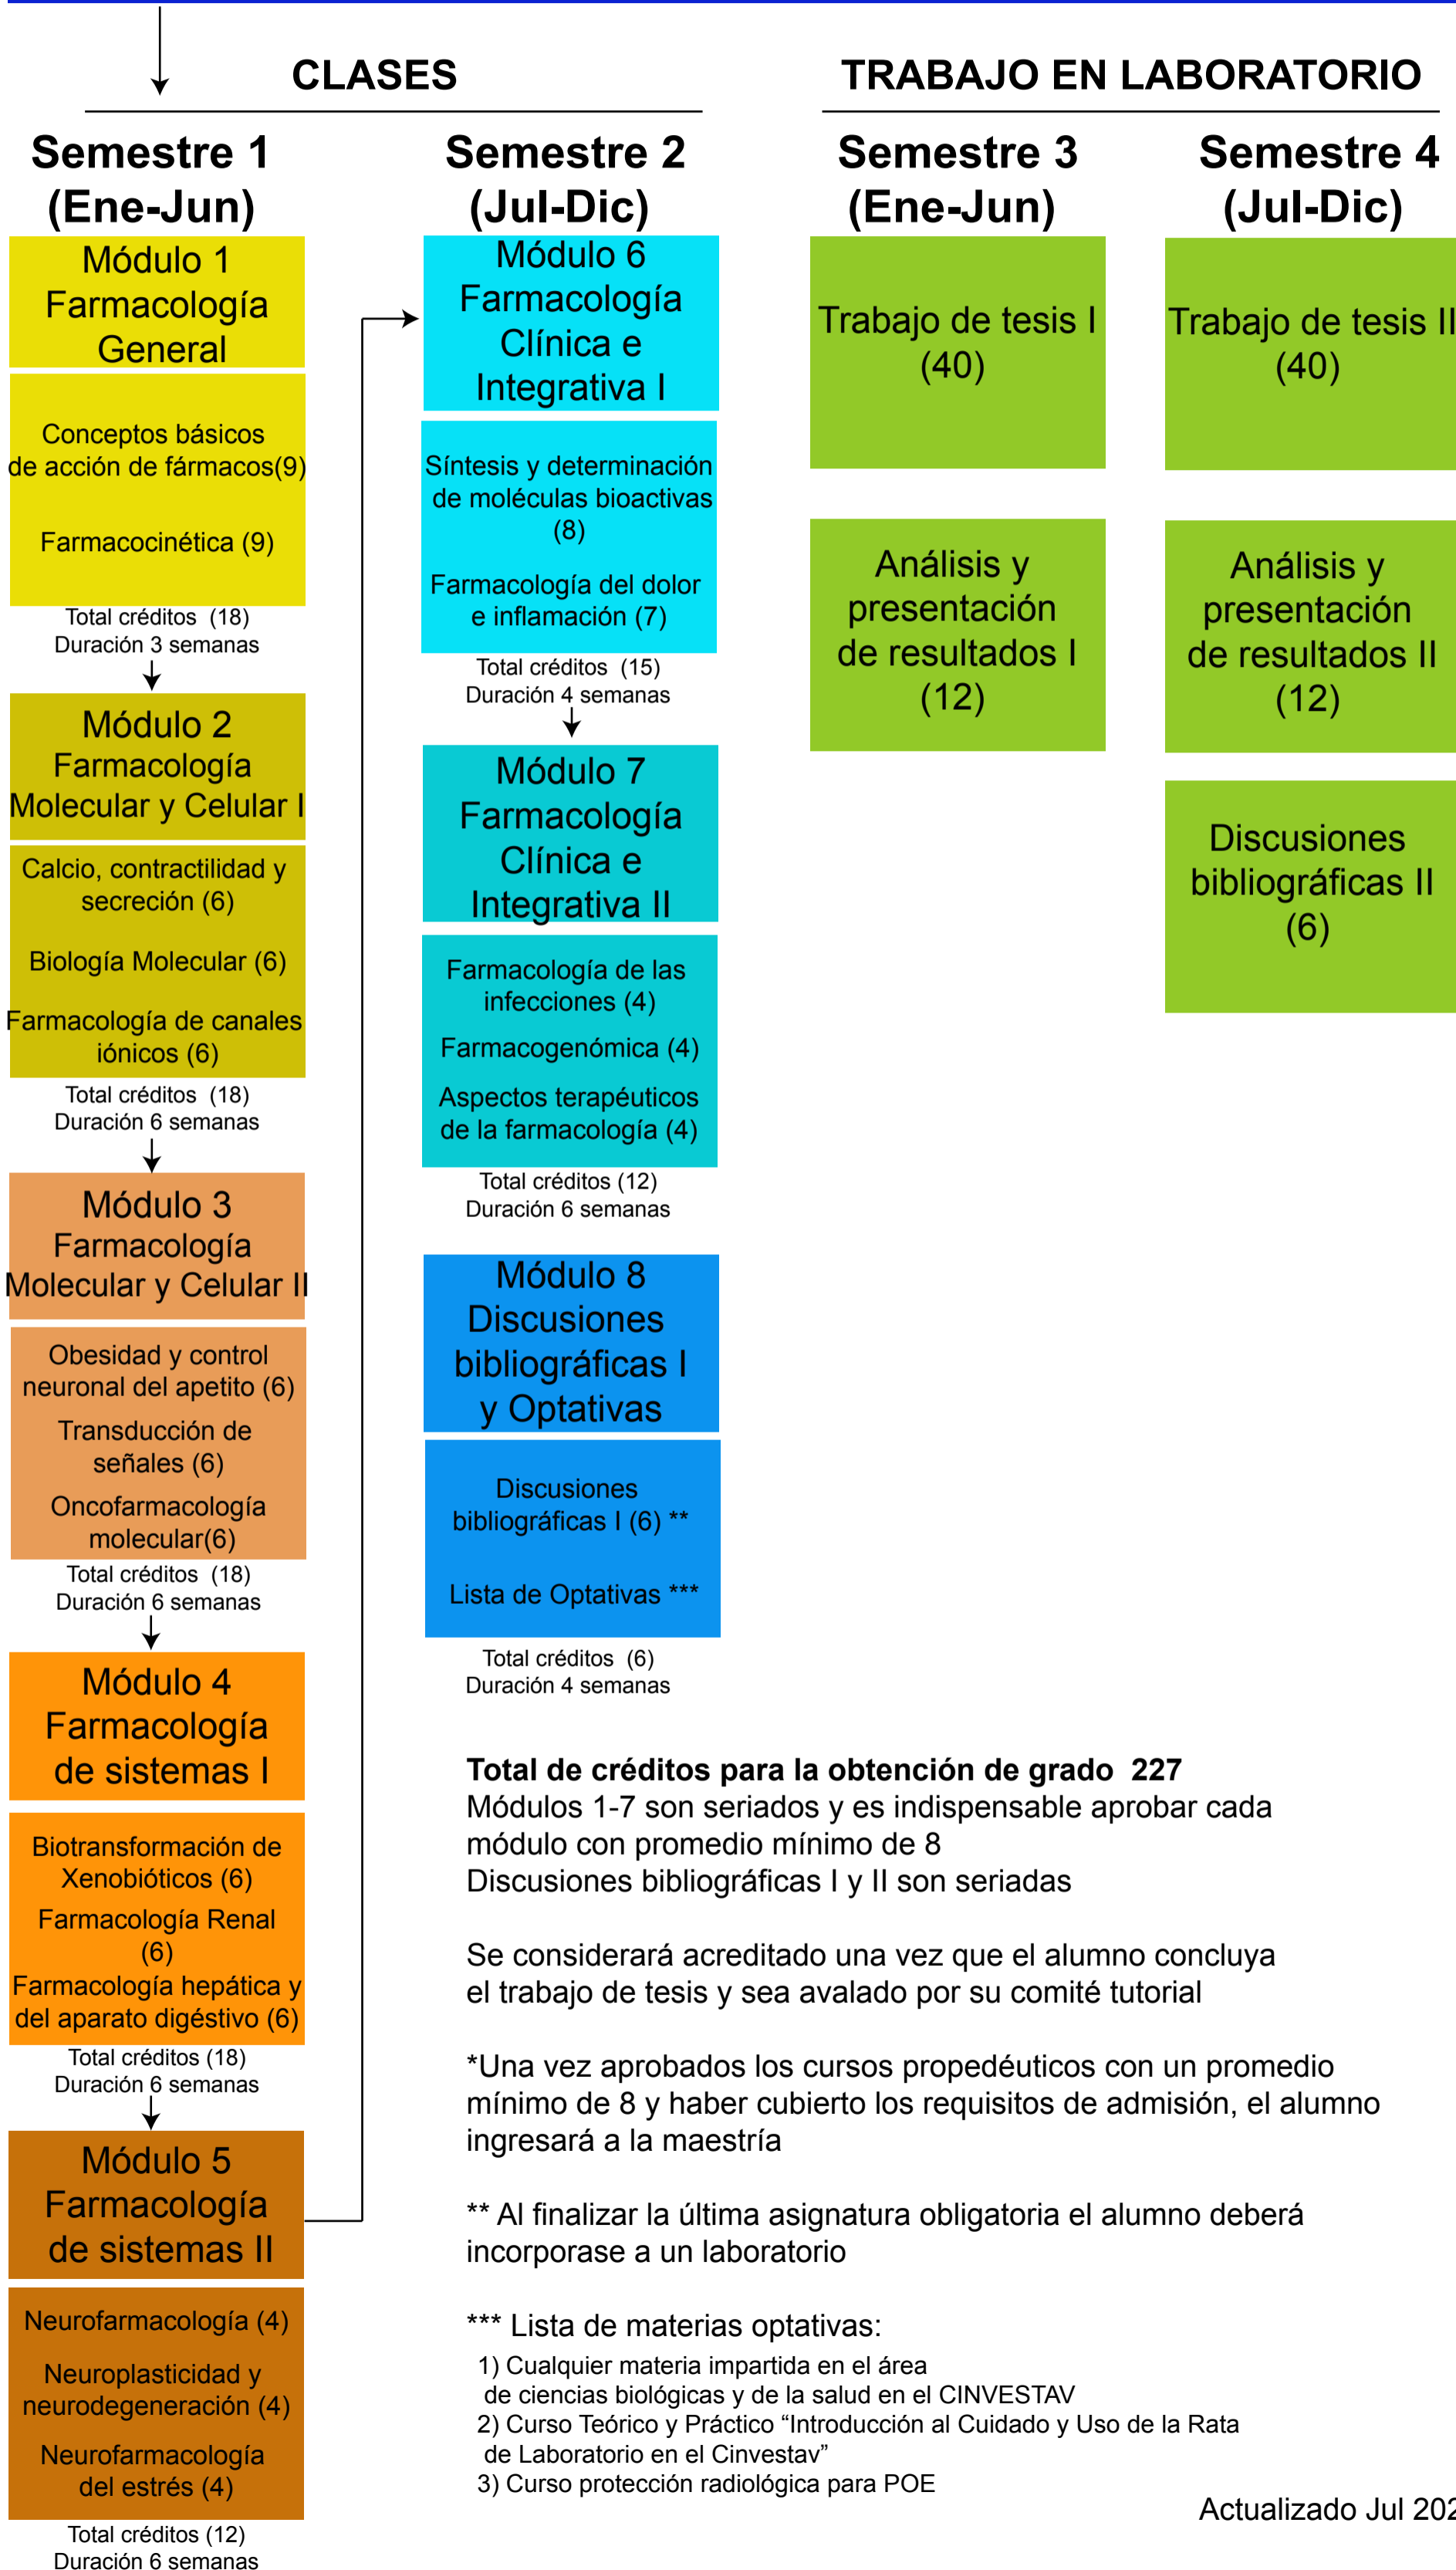 CLASES
Semestre 1
(Ene-Jun)
Módulo 1
Farmacología
General
Conceptos básicos
de acción de fármacos(9)
Farmacocinética (9)
Total créditos (18)
Duración 3 semanas
Módulo 2
Farmacología
Molecular y Celular I
Calcio, contractilidad y
secreción (6)
Biología Molecular (6)
Farmacología de canales
iónicos (6)
Total créditos (18)
Duración 6 semanas
Módulo 3
Farmacología
Molecular y Celular II
Obesidad y control
neuronal del apetito (6)
Transducción de
señales (6)
Oncofarmacología
molecular(6)
Total créditos (18)
Duración 6 semanas
Módulo 4
Farmacología
de sistemas I
Biotransformación de
Xenobióticos (6)
Farmacología Renal
(6)
Farmacología hepática y
del aparato digéstivo (6)
Total créditos (18)
Duración 6 semanas
Módulo 5
Farmacología
de sistemas II
Neurofarmacología (4)
Neuroplasticidad y
neurodegeneración (4)
Neurofarmacología
del estrés (4)
Total créditos (12)
Duración 6 semanas
Semestre 2
(Jul-Dic)
Módulo 6
Farmacología
Clínica e
Integrativa I
Síntesis y determinación
de moléculas bioactivas
(8)
Farmacología del dolor
e inflamación (7)
Total créditos (15)
Duración 4 semanas
Módulo 7
Farmacología
Clínica e
Integrativa II
Farmacología de las
infecciones (4)
Farmacogenómica (4)
Aspectos terapéuticos
de la farmacología (4)
Total créditos (12)
Duración 6 semanas
Módulo 8
Discusiones
bibliográficas I
y Optativas
Discusiones
bibliográficas I (6) **
Lista de Optativas ***
Total créditos (6)
Duración 4 semanas
TRABAJO EN LABORATORIO
Semestre 3
(Ene-Jun)
Trabajo de tesis I
(40)
Análisis y
presentación
de resultados I
(12)
Semestre 4
(Jul-Dic)
Trabajo de tesis II
(40)
Análisis y
presentación
de resultados II
(12)
Discusiones
bibliográficas II
(6)
Total de créditos para la obtención de grado 227
Módulos 1-7 son seriados y es indispensable aprobar cada
módulo con promedio mínimo de 8
Discusiones bibliográficas I y II son seriadas
Se considerará acreditado una vez que el alumno concluya
el trabajo de tesis y sea avalado por su comité tutorial
*Una vez aprobados los cursos propedéuticos con un promedio
mínimo de 8 y haber cubierto los requisitos de admisión, el alumno
ingresará a la maestría
** Al finalizar la última asignatura obligatoria el alumno deberá
incorporase a un laboratorio
*** Lista de materias optativas:
1) Cualquier materia impartida en el área
de ciencias biológicas y de la salud en el CINVESTAV
2) Curso Teórico y Práctico “Introducción al Cuidado y Uso de la Rata
de Laboratorio en el Cinvestav”
3) Curso protección radiológica para POE
Actualizado Jul